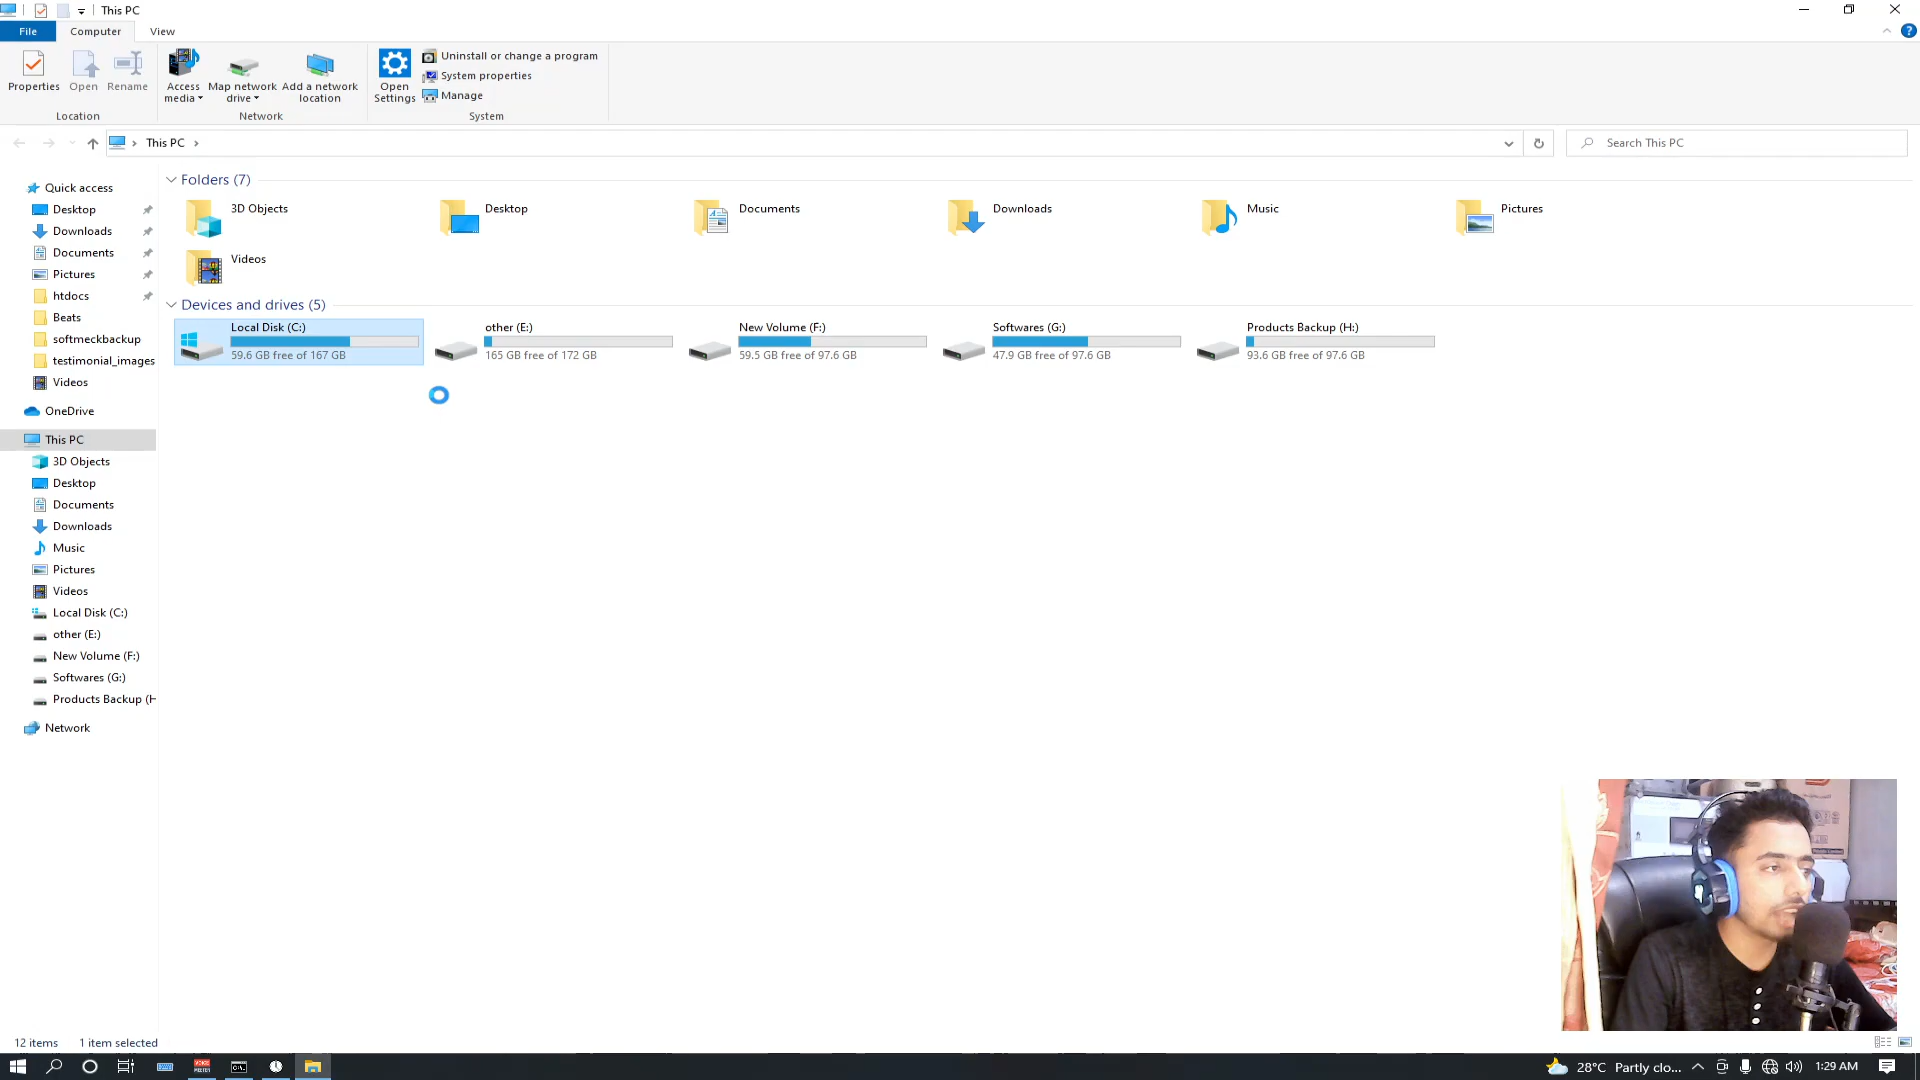 This PC
File
Computer
View
Properties
Open
Rename
Access media
Map network drive
Add a network location
Open Settings
Uninstall or change a program
System properties
Manage
Location
Network
System
This PC
Search This PC
Quick access
Desktop
Downloads
Documents
Pictures
htdocs
Beats
softmeckbackup
testimonial_images
Videos
OneDrive
This PC
3D Objects
Desktop
Documents
Downloads
Music
Pictures
Videos
Local Disk (C:)
other (E:)
New Volume (F:)
Softwares (G:)
Products Backup (H
Network
Folders (7)
3D Objects
Desktop
Documents
Downloads
Music
Pictures
Videos
Devices and drives (5)
Local Disk (C:)
59.6 GB free of 167 GB
other (E:)
165 GB free of 172 GB
New Volume (F:)
59.5 GB free of 97.6 GB
Softwares (G:)
47.9 GB free of 97.6 GB
Products Backup (H:)
93.6 GB free of 97.6 GB
12 items
1 item selected
28°C Partly clo...
1:29 AM